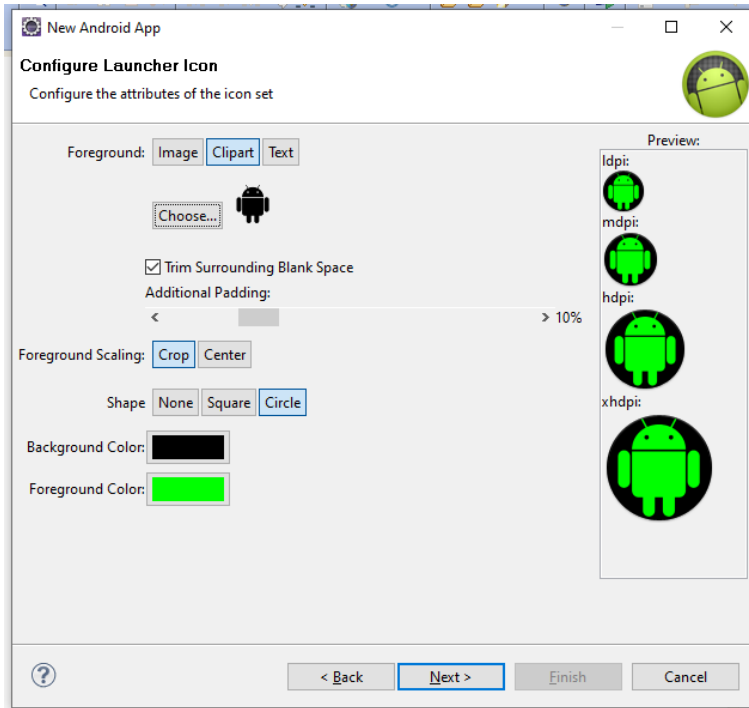 New Android App
Configure Launcher Icon
Configure the attributes of the icon set
Foreground: Image Clipart Text
Choose...
Trim Surrounding Blank Space
Additional Padding:
< > 10%
Foreground Scaling: Crop Center
Shape None Square Circle
Background Color:
Foreground Color:
Preview:
ldpi:
mdpi:
hdpi:
xhdpi:
? < Back Next > Finish Cancel